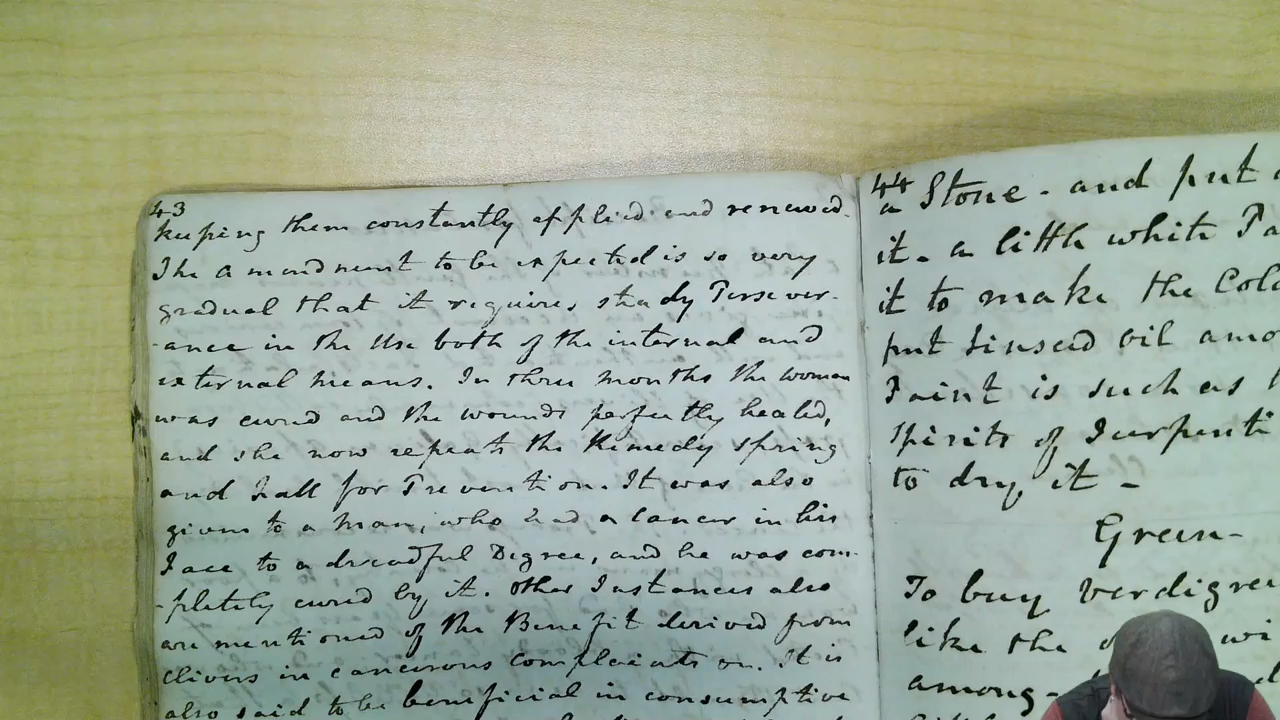 43
keeping them constantly applied and renewed.
The amendment to be expected is so very
gradual that it requires steady Persever-
-ance in the Use both of the internal and
external means. In three months the woman
was cured and the wounds perfectly healed,
and she now repeats the Remedy spring
and Fall for Prevention. It was also
given to a man, who had a Cancer in his
Face to a dreadful Degree, and he was com-
-pletely cured by it. Other Instances also
are mentioned of the Benefit derived from
clivers in cancerous complaints on. It is
also said to be beneficial in consumptive
44
a Stone - and put
it - a little white Pa
it to make the Colo
put Linseed oil amo
Paint is such as
Spirits of Turpenti
to dry it -
Green-
To buy verdigre
like the
among-